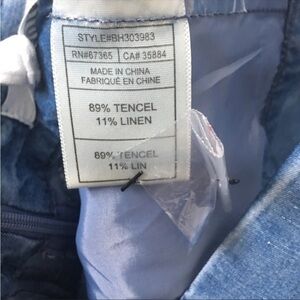 STYLE#BH303983
RN#67365 CA# 35884
MADE IN CHINA
FABRIQUÉ EN CHINE
89% TENCEL
11% LINEN
89% TENCEL
11% LIN